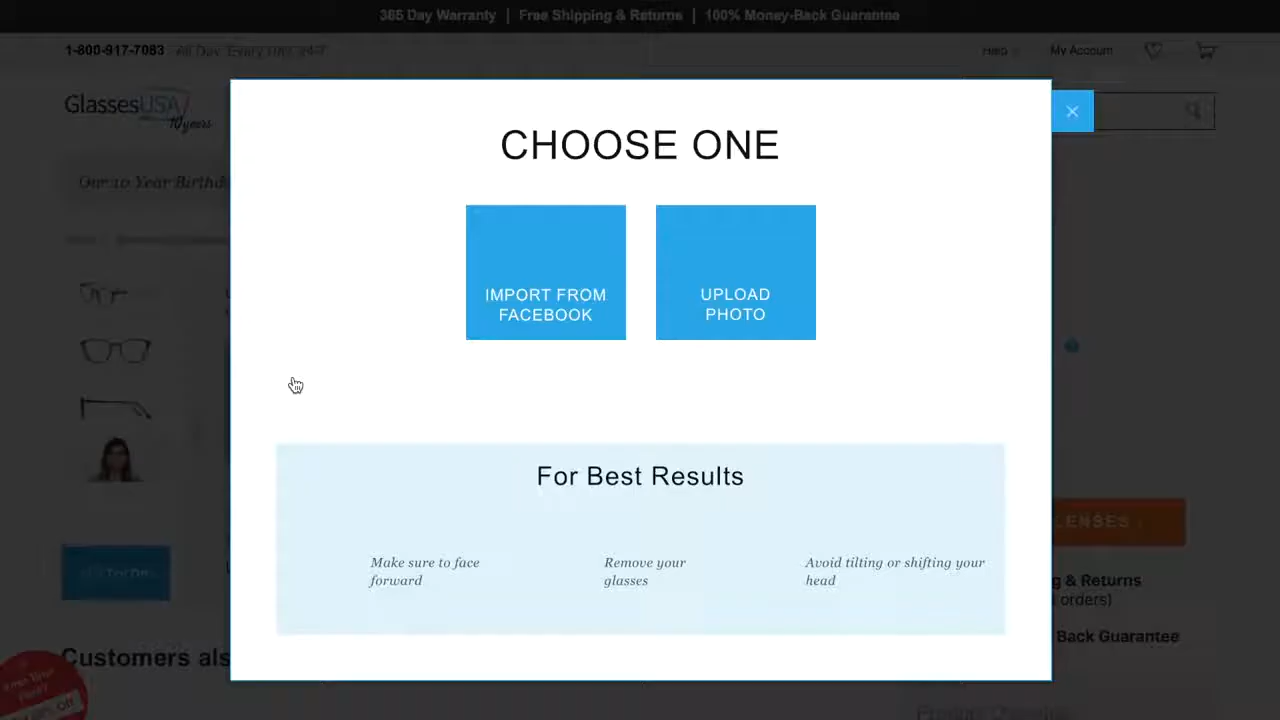 365 Day Warranty | Free Shipping & Returns | 100% Money-Back Guarantee
1-800-917-7083 All Day, Every Day, 24/7
Help My Account
GlassesUSA
10 years
Our 10 Year Birthd
CHOOSE ONE
IMPORT FROM
FACEBOOK
UPLOAD
PHOTO
For Best Results
Make sure to face
forward
Remove your
glasses
Avoid tilting or shifting your
head
LENSES
g & Returns
orders)
Back Guarantee
Customers als